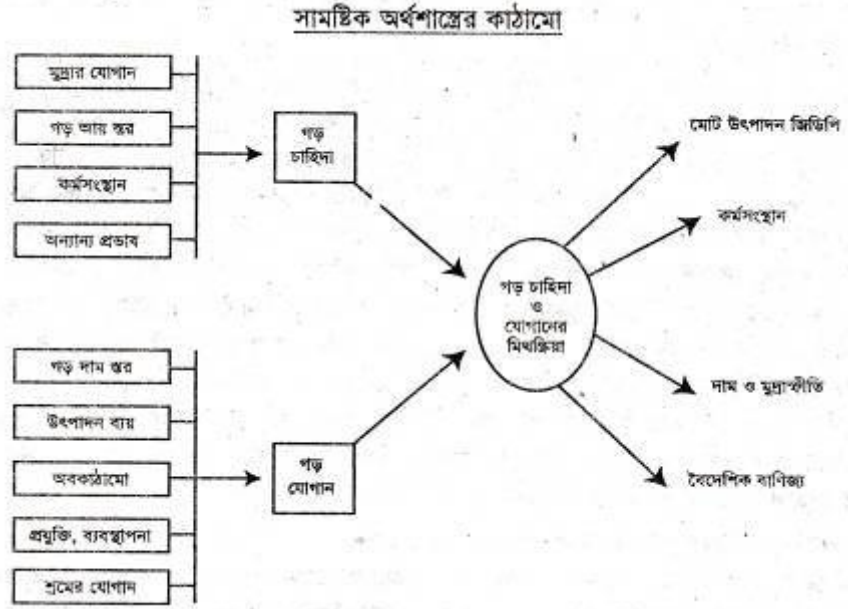 সামষ্টিক অর্থশাস্ত্রের কাঠামো
মুদ্রার যোগান
গড় আয় স্তর
কর্মসংস্থান
অন্যান্য প্রভাব
গড়
চাহিদা
গড় দাম স্তর
উৎপাদন ব্যয়
অবকাঠামো
প্রযুক্তি, ব্যবস্থাপনা
শ্রমের যোগান
গড়
যোগান
গড় চাহিদা
ও
যোগানের
মিথষ্ক্রিয়া
মোট উৎপাদন জিডিপি
কর্মসংস্থান
দাম ও মুদ্রাস্ফীতি
বৈদেশিক বাণিজ্য